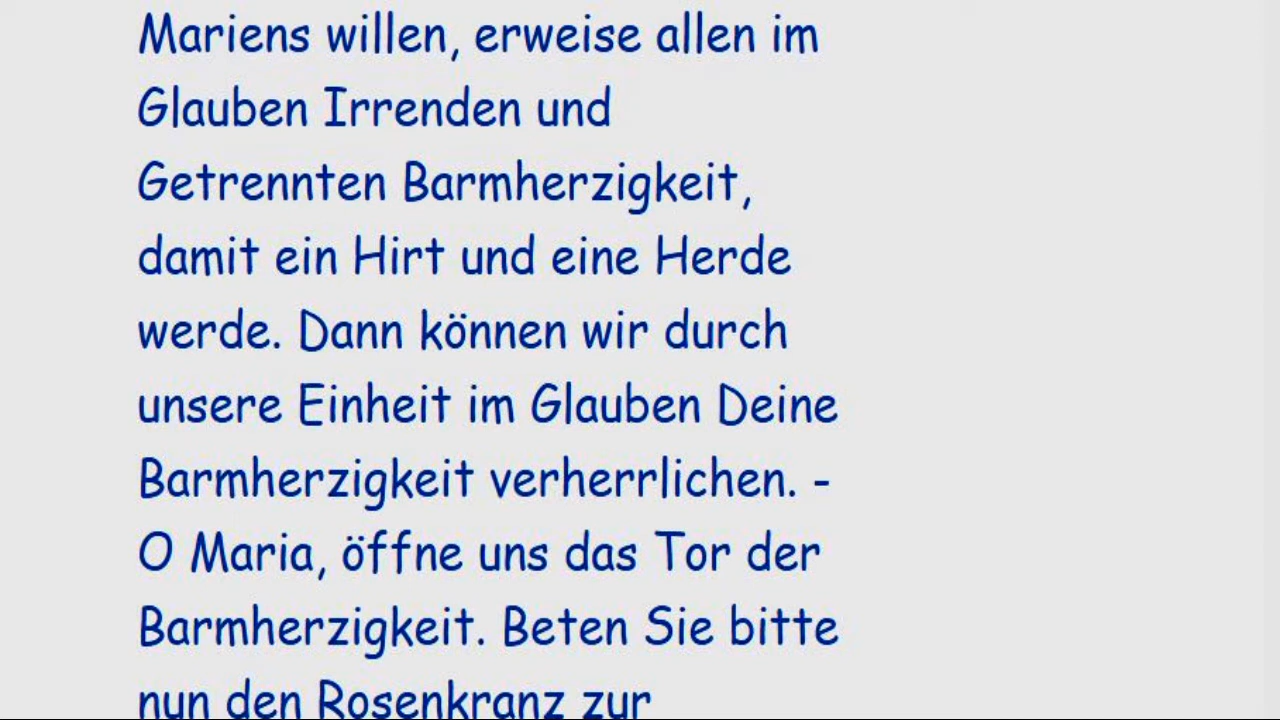 Mariens willen, erweise allen im
Glauben Irrenden und
Getrennten Barmherzigkeit,
damit ein Hirt und eine Herde
werde. Dann können wir durch
unsere Einheit im Glauben Deine
Barmherzigkeit verherrlichen. -
O Maria, öffne uns das Tor der
Barmherzigkeit. Beten Sie bitte
nun den Rosenkranz zur